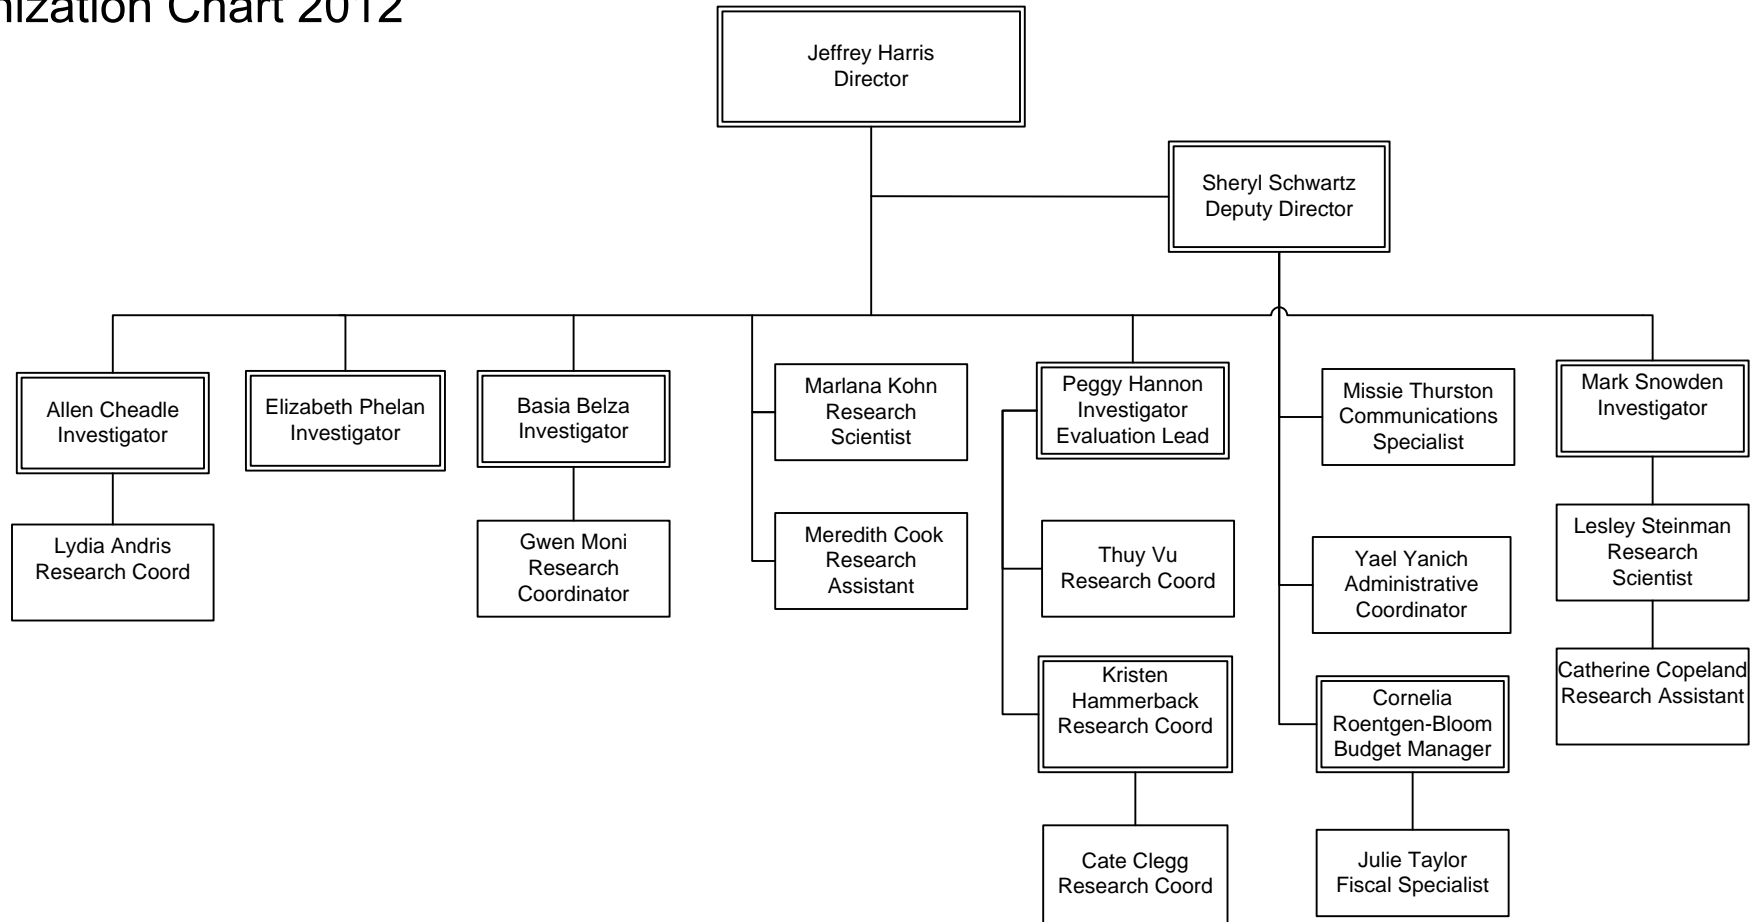 nization Chart 2012
Jeffrey Harris
Director
Sheryl Schwartz
Deputy Director
Allen Cheadle
Investigator
Elizabeth Phelan
Investigator
Basia Belza
Investigator
Marlana Kohn
Research
Scientist
Peggy Hannon
Investigator
Evaluation Lead
Missie Thurston
Communications
Specialist
Mark Snowden
Investigator
Lydia Andris
Research Coord
Gwen Moni
Research
Coordinator
Meredith Cook
Research
Assistant
Thuy Vu
Research Coord
Yael Yanich
Administrative
Coordinator
Lesley Steinman
Research
Scientist
Kristen
Hammerback
Research Coord
Cornelia
Roentgen-Bloom
Budget Manager
Catherine Copeland
Research Assistant
Cate Clegg
Research Coord
Julie Taylor
Fiscal Specialist